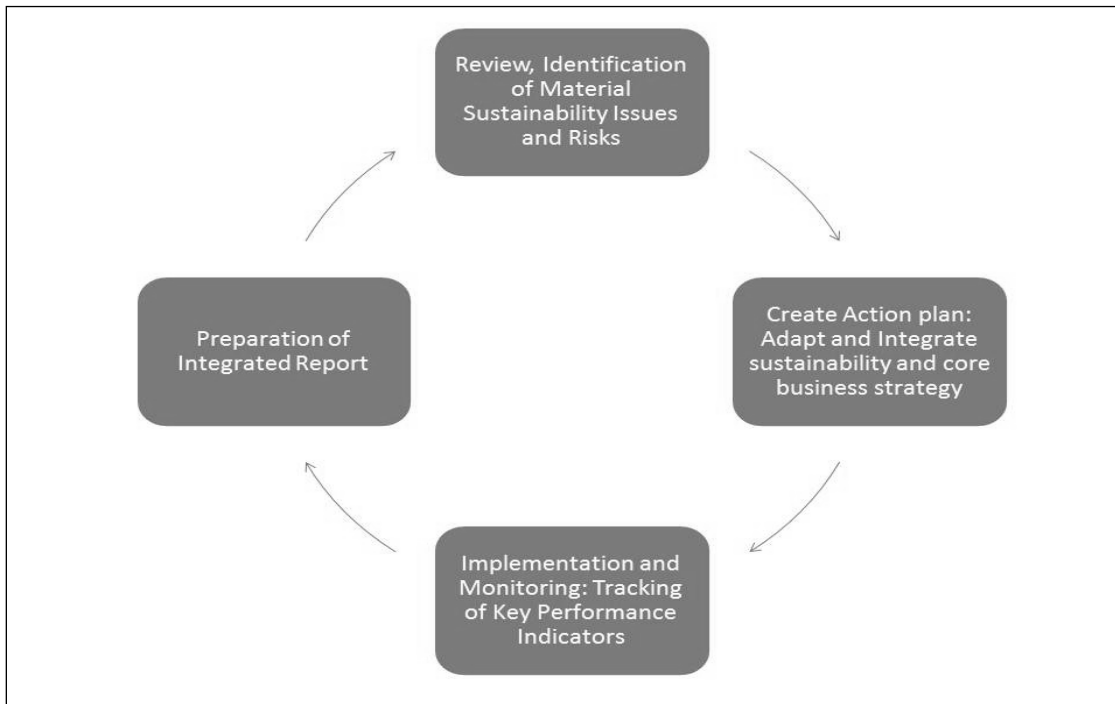 Review, Identification
of Material
Sustainability Issues
and Risks
Create Action plan:
Adapt and Integrate
sustainability and core
business strategy
Implementation and
Monitoring: Tracking
of Key Performance
Indicators
Preparation of
Integrated Report